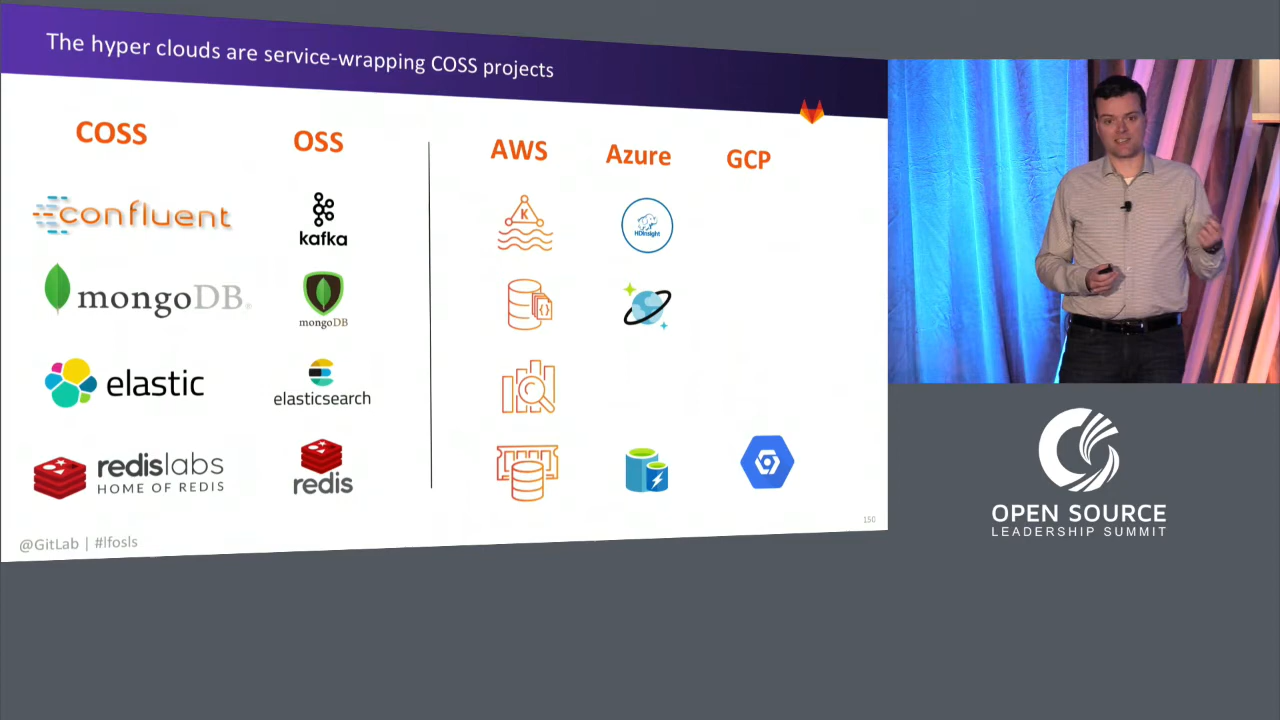 The hyper clouds are service-wrapping COSS projects
COSS
OSS
AWS
Azure
GCP
confluent
kafka
K
HDInsight
mongoDB®
mongoDB
{}
elastic
elasticsearch
redislabs
HOME OF REDIS
redis
150
@GitLab | #lfosls
OPEN SOURCE
LEADERSHIP SUMMIT